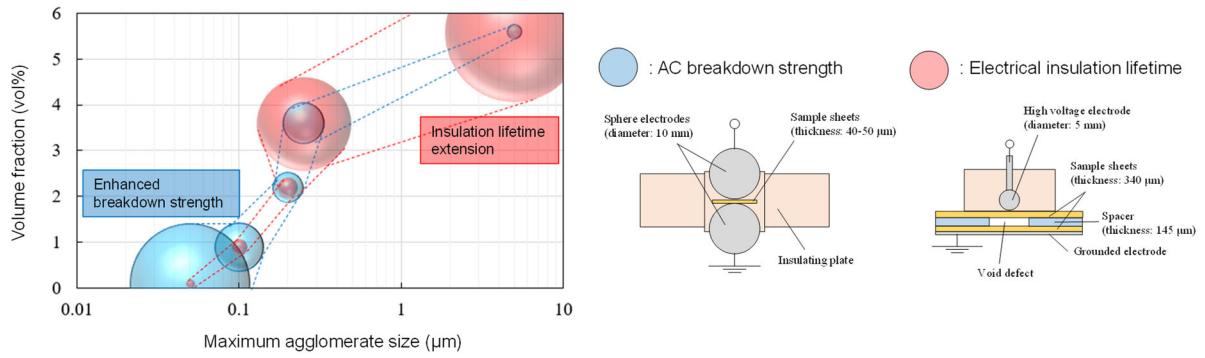 6
5
4
3
2
1
0
Volume fraction (vol%)
0.01
0.1
1
10
Maximum agglomerate size (μm)
Enhanced
breakdown strength
Insulation lifetime
extension
: AC breakdown strength
: Electrical insulation lifetime
Sphere electrodes
(diameter: 10 mm)
Sample sheets
(thickness: 40-50 μm)
Insulating plate
High voltage electrode
(diameter: 5 mm)
Sample sheets
(thickness: 340 μm)
Spacer
(thickness: 145 μm)
Grounded electrode
Void defect